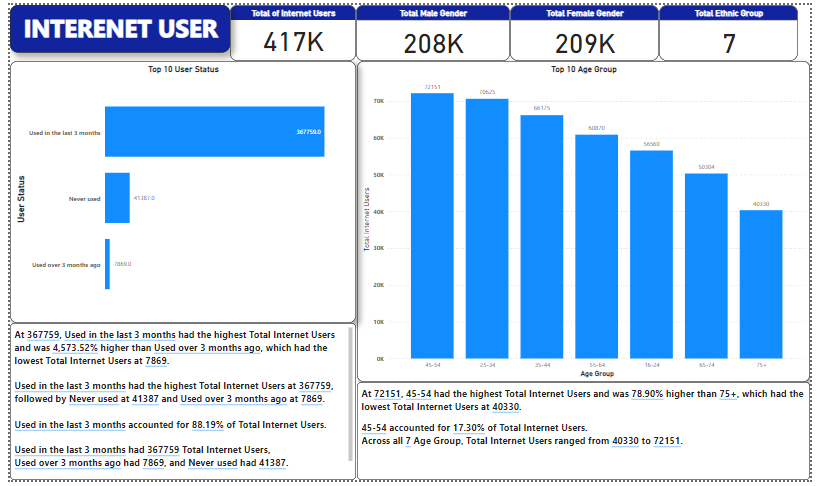 INTERENET USER
Total of Internet Users
417K
Total Male Gender
208K
Total Female Gender
209K
Total Ethnic Group
7
Top 10 User Status
User Status
Used in the last 3 months
367759.0
Never used
41387.0
Used over 3 months ago
7869.0
At 367759, Used in the last 3 months had the highest Total Internet Users
and was 4,573.52% higher than Used over 3 months ago, which had the
lowest Total Internet Users at 7869.
Used in the last 3 months had the highest Total Internet Users at 367759,
followed by Never used at 41387 and Used over 3 months ago at 7869.
Used in the last 3 months accounted for 88.19% of Total Internet Users.
Used in the last 3 months had 367759 Total Internet Users,
Used over 3 months ago had 7869, and Never used had 41387.
Top 10 Age Group
Total Internet Users
70K
60K
50K
40K
30K
20K
10K
0K
72151
70625
66175
60870
56560
50304
40330
45-54
25-34
35-44
55-64
16-24
65-74
75+
Age Group
At 72151, 45-54 had the highest Total Internet Users and was 78.90% higher than 75+, which had the
lowest Total Internet Users at 40330.
45-54 accounted for 17.30% of Total Internet Users.
Across all 7 Age Group, Total Internet Users ranged from 40330 to 72151.